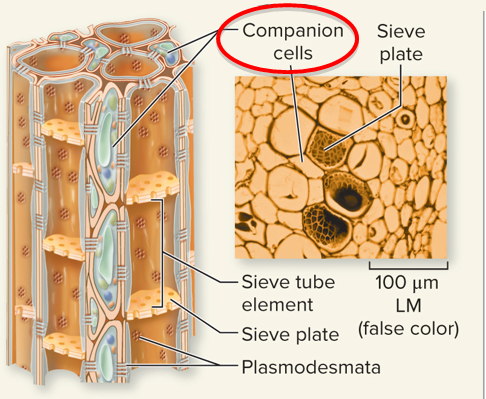 Companion
cells
Sieve
plate
Sieve tube
element
Sieve plate
Plasmodesmata
100 µm
LM
(false color)